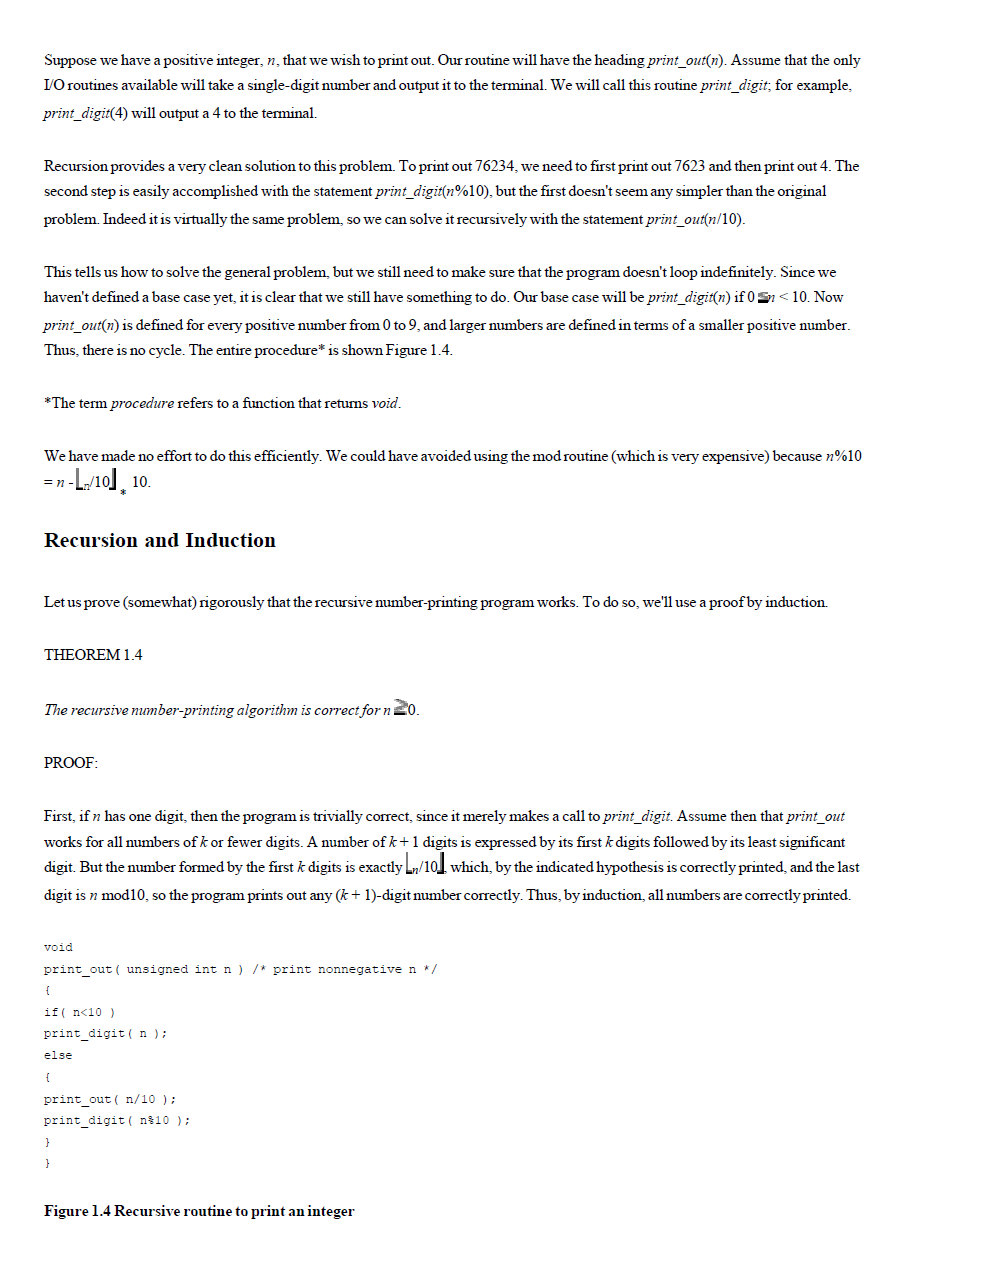 Suppose we have a positive integer, n, that we wish to print out. Our routine will have the heading print_out(n). Assume that the only
I/O routines available will take a single-digit number and output it to the terminal. We will call this routine print_digit; for example,
print_digit(4) will output a 4 to the terminal.
Recursion provides a very clean solution to this problem. To print out 76234, we need to first print out 7623 and then print out 4. The
second step is easily accomplished with the statement print_digit(n%10), but the first doesn't seem any simpler than the original
problem. Indeed it is virtually the same problem, so we can solve it recursively with the statement print_out(n/10).
This tells us how to solve the general problem, but we still need to make sure that the program doesn't loop indefinitely. Since we
haven't defined a base case yet, it is clear that we still have something to do. Our base case will be print_digit(n) if 0 ≤ n < 10. Now
print_out(n) is defined for every positive number from 0 to 9, and larger numbers are defined in terms of a smaller positive number.
Thus, there is no cycle. The entire procedure* is shown Figure 1.4.
*The term procedure refers to a function that returns void.
We have made no effort to do this efficiently. We could have avoided using the mod routine (which is very expensive) because n%10
= n - ⌊n/10⌋ * 10.
Recursion and Induction
Let us prove (somewhat) rigorously that the recursive number-printing program works. To do so, we'll use a proof by induction.
THEOREM 1.4
The recursive number-printing algorithm is correct for n ≥ 0.
PROOF:
First, if n has one digit, then the program is trivially correct, since it merely makes a call to print_digit. Assume then that print_out
works for all numbers of k or fewer digits. A number of k + 1 digits is expressed by its first k digits followed by its least significant
digit. But the number formed by the first k digits is exactly ⌊n/10⌋, which, by the indicated hypothesis is correctly printed, and the last
digit is n mod10, so the program prints out any (k + 1)-digit number correctly. Thus, by induction, all numbers are correctly printed.
void
print_out( unsigned int n ) /* print nonnegative n */
{
if( n<10 )
print_digit( n );
else
{
print_out( n/10 );
print_digit( n%10 );
}
}
Figure 1.4 Recursive routine to print an integer